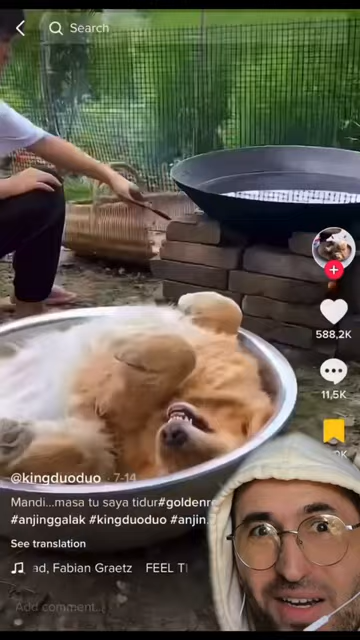 Search
588,2K
11,5K
@kingduoduo · 7-14
Mandi...masa tu saya tidur#goldenre
#anjinggalak #kingduoduo #anjin
See translation
ad, Fabian Graetz FEEL
Add comment...